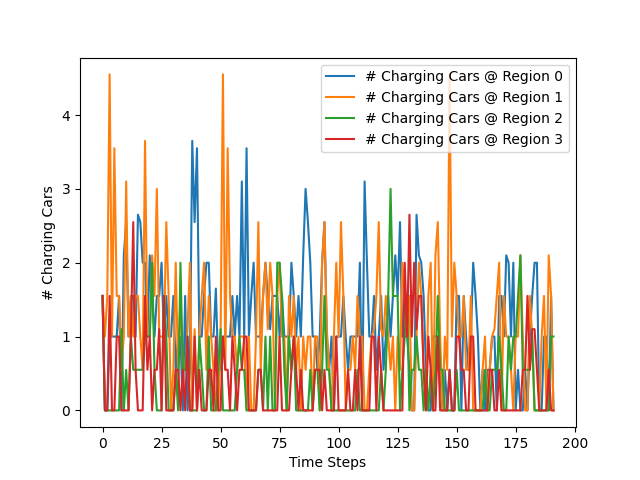 # Charging Cars @ Region 0
# Charging Cars @ Region 1
# Charging Cars @ Region 2
# Charging Cars @ Region 3
# Charging Cars
4
3
2
1
0
0 25 50 75 100 125 150 175 200
Time Steps